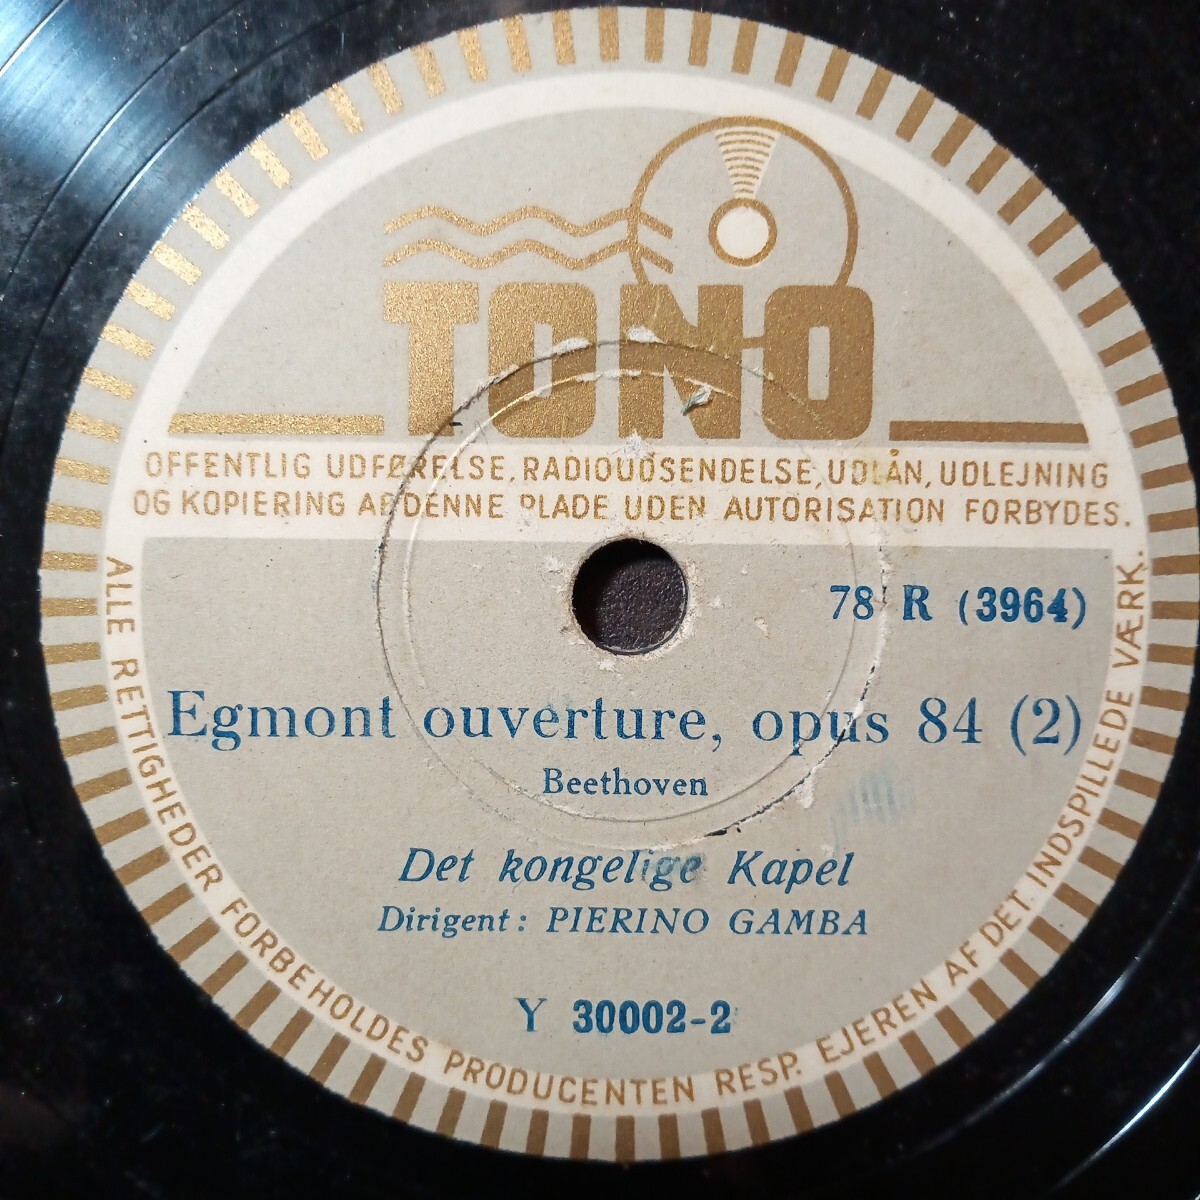 TONO
OFFENTLIG UDFØRELSE, RADIOUDSENDELSE, UDLÅN, UDLEJNING
OG KOPIERING AF DENNE PLADE UDEN AUTORISATION FORBYDES.
78 R (3964)
Egmont ouverture, opus 84 (2)
Beethoven
Det kongelige Kapel
Dirigent: PIERINO GAMBA
Y 30002-2
ALLE RETTIGHEDER FORBEHOLDES PRODUCENTEN RESP. EJEREN AF DET INDSPILLEDE VÆRK.